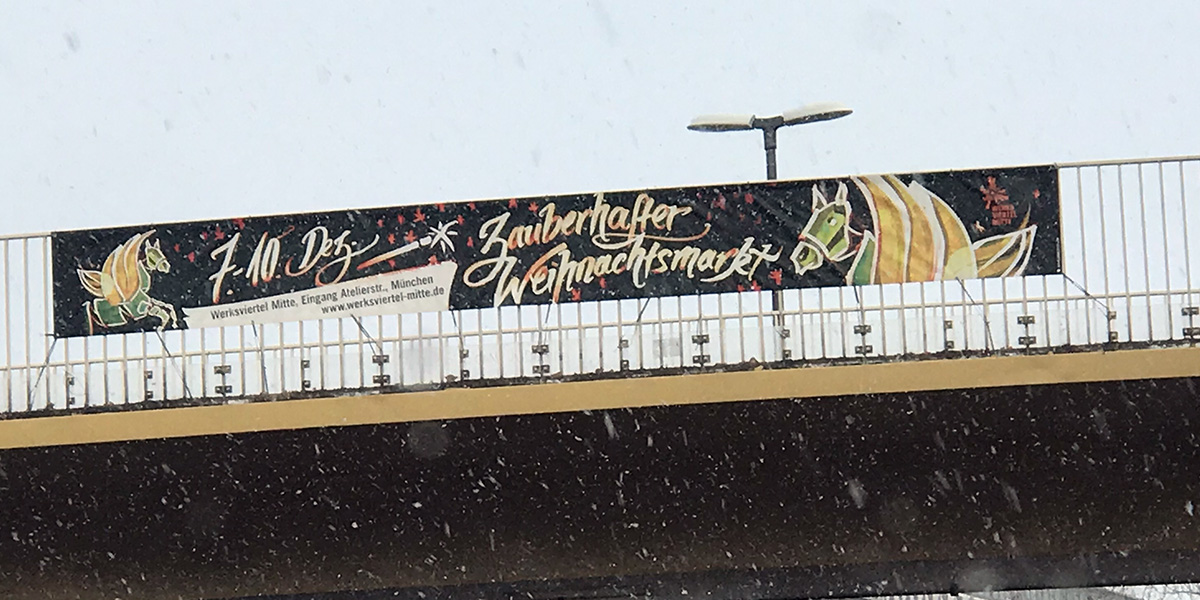 7.-10. Dez.
Werksviertel Mitte, Eingang Atelierstr., München
www.werksviertel-mitte.de
Zauberhafter
Weihnachtsmarkt